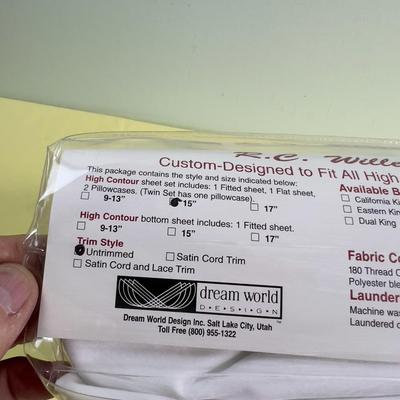 R.C. Wille
Custom-Designed to Fit All High
This package contains the style and size indicated below:
High Contour sheet set includes: 1 Fitted sheet, 1 Flat sheet,
2 Pillowcases. (Twin Set has one pillowcase).
9-13" 15" 17"
High Contour bottom sheet includes: 1 Fitted sheet.
9-13" 15" 17"
Trim Style
Untrimmed Satin Cord Trim
Satin Cord and Lace Trim
dream world
DESIGN
Dream World Design Inc. Salt Lake City, Utah
Toll Free (800) 955-1322
Available B
California Ki
Eastern Kin
Dual King
Fabric Co
180 Thread C
Polyester ble
Launder
Machine was
Laundered c